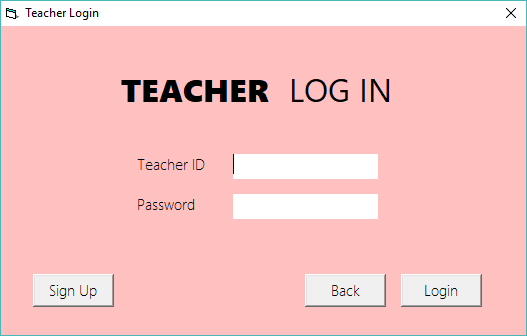 Teacher Login
TEACHER LOG IN
Teacher ID
Password
Sign Up
Back
Login